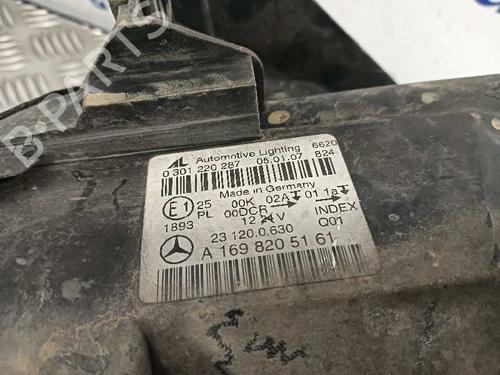 AL Automotive Lighting 6620
0 301 220 287 05.01.07 824
Made in Germany
E1 25 00K 02A 01 1a
1893 PL 00DCR 12 V INDEX
23 120 0.630 Q01
A 169 820 51 61
B-Parts